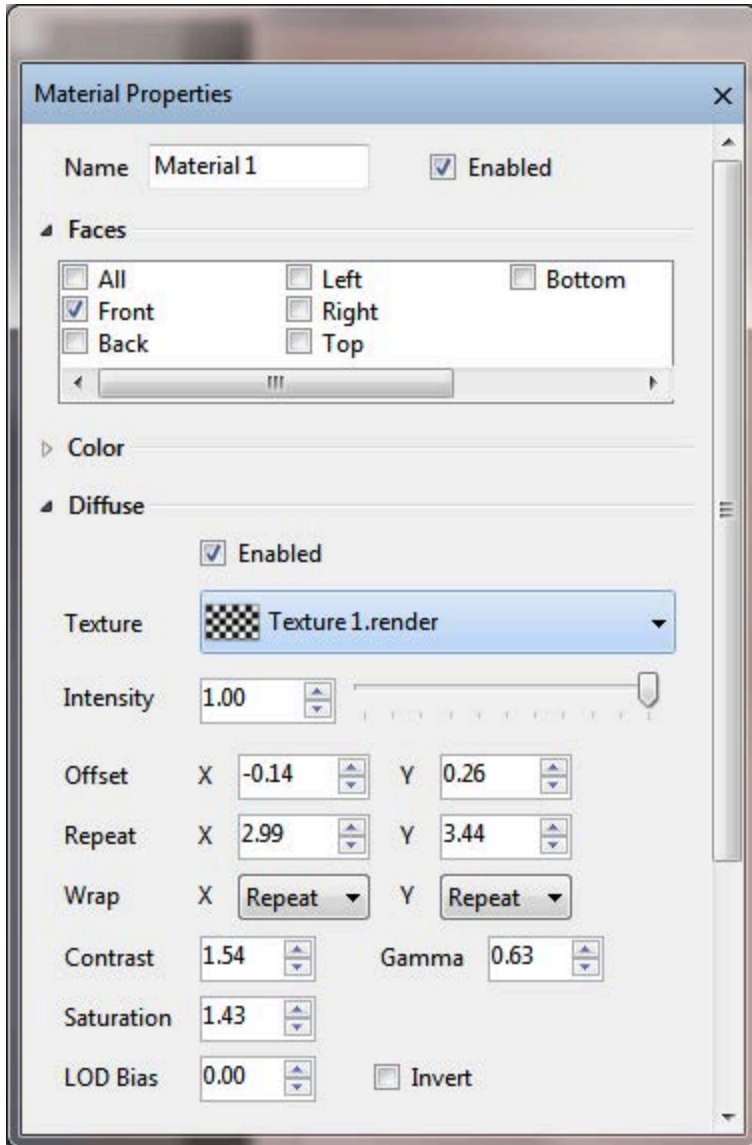 Material Properties
Name Material 1 Enabled
Faces
All Left Bottom
Front Right
Back Top
Color
Diffuse
Enabled
Texture Texture 1.render
Intensity 1.00
Offset X -0.14 Y 0.26
Repeat X 2.99 Y 3.44
Wrap X Repeat Y Repeat
Contrast 1.54 Gamma 0.63
Saturation 1.43
LOD Bias 0.00 Invert